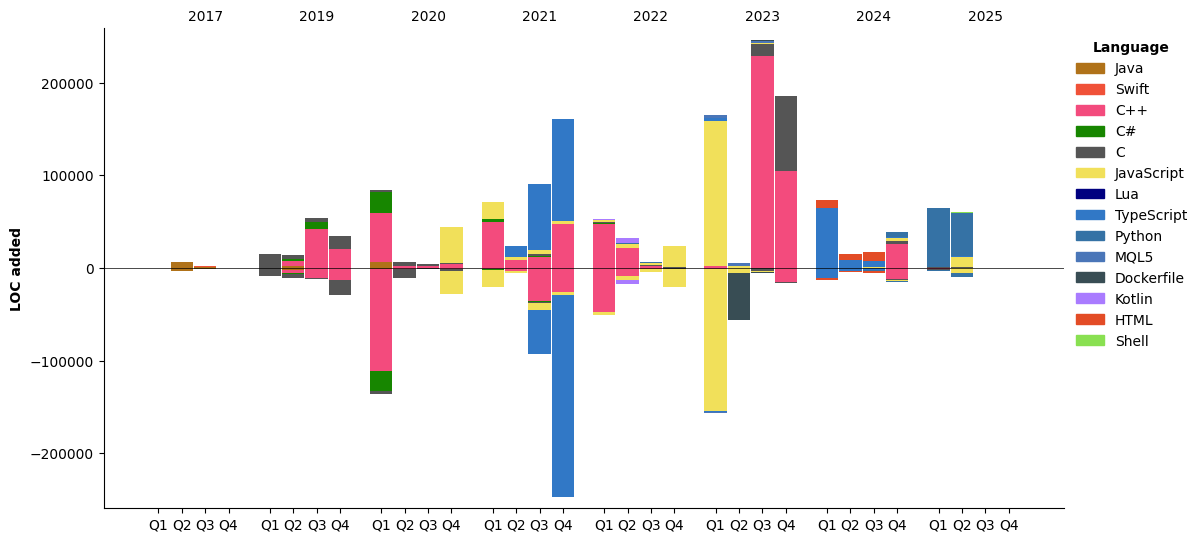 2017 2019 2020 2021 2022 2023 2024 2025
LOC added
200000
100000
0
−100000
−200000
Q1 Q2 Q3 Q4 Q1 Q2 Q3 Q4 Q1 Q2 Q3 Q4 Q1 Q2 Q3 Q4 Q1 Q2 Q3 Q4 Q1 Q2 Q3 Q4 Q1 Q2 Q3 Q4 Q1 Q2 Q3 Q4
Language
Java
Swift
C++
C#
C
JavaScript
Lua
TypeScript
Python
MQL5
Dockerfile
Kotlin
HTML
Shell